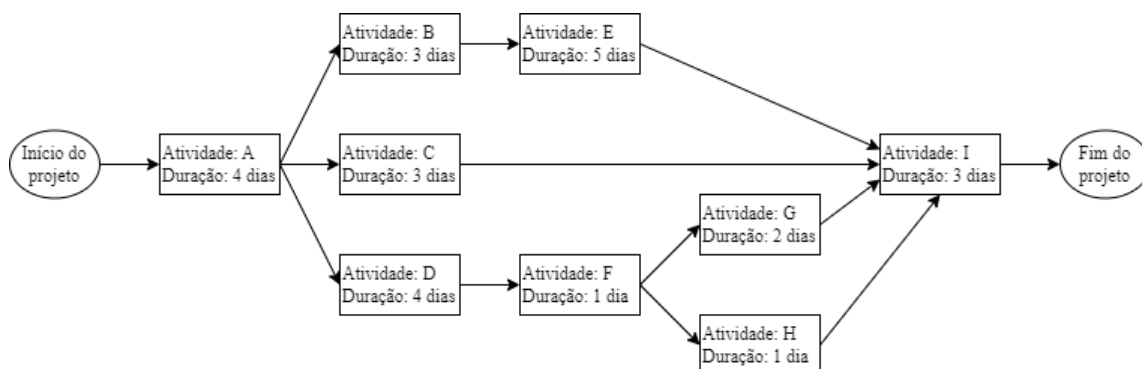 Atividade: B
Duração: 3 dias
Atividade: E
Duração: 5 dias
Início do
projeto
Atividade: A
Duração: 4 dias
Atividade: C
Duração: 3 dias
Atividade: I
Duração: 3 dias
Fim do
projeto
Atividade: G
Duração: 2 dias
Atividade: D
Duração: 4 dias
Atividade: F
Duração: 1 dia
Atividade: H
Duração: 1 dia